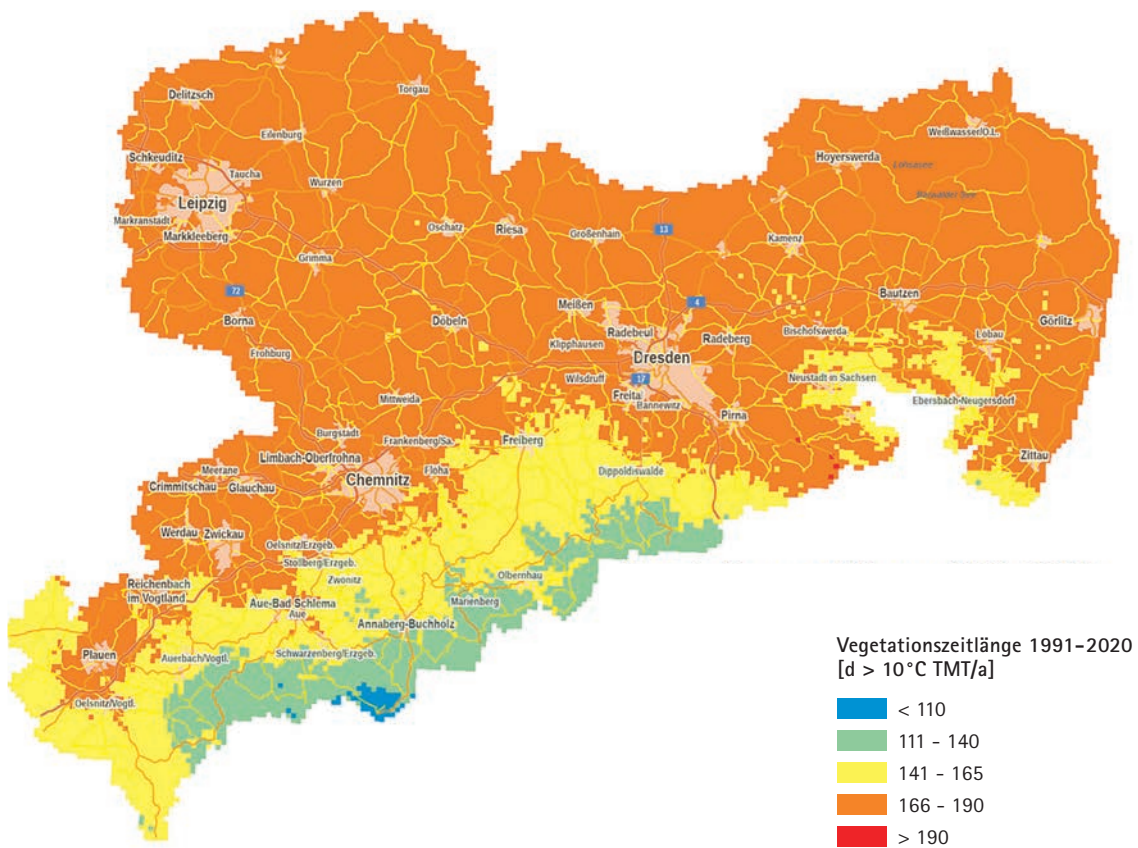 Delitzsch
Torgau
Eilenburg
Weißwasser/O.L.
Schkeuditz
Taucha
Hoyerswerda
Wurzen
Leipzig
Markranstädt
Markkleeberg
Oschatz
Riesa
Großenhain
13
Kamenz
Grimma
72
Borna
Meißen
4
Bautzen
Görlitz
Döbeln
Radebeul
Radeberg
Bischofswerda
Löbau
Frohburg
Klipphausen
Dresden
Wilsdruff
17
Neustadt in Sachsen
Mittweida
Freital
Bannewitz
Pirna
Ebersbach-Neugersdorf
Burgstädt
Frankenberg/Sa.
Freiberg
Limbach-Oberfrohna
Zittau
Meerane
Flöha
Dippoldiswalde
Crimmitschau
Glauchau
Chemnitz
Werdau
Zwickau
Oelsnitz/Erzgeb.
Stollberg/Erzgeb.
Zwönitz
Olbernhau
Reichenbach
im Vogtland
Aue-Bad Schlema
Aue
Marienberg
Annaberg-Buchholz
Plauen
Auerbach/Vogtl.
Schwarzenberg/Erzgeb.
Oelsnitz/Vogtl.
Vegetationszeitlänge 1991-2020
[d > 10°C TMT/a]
< 110
111 - 140
141 - 165
166 - 190
> 190